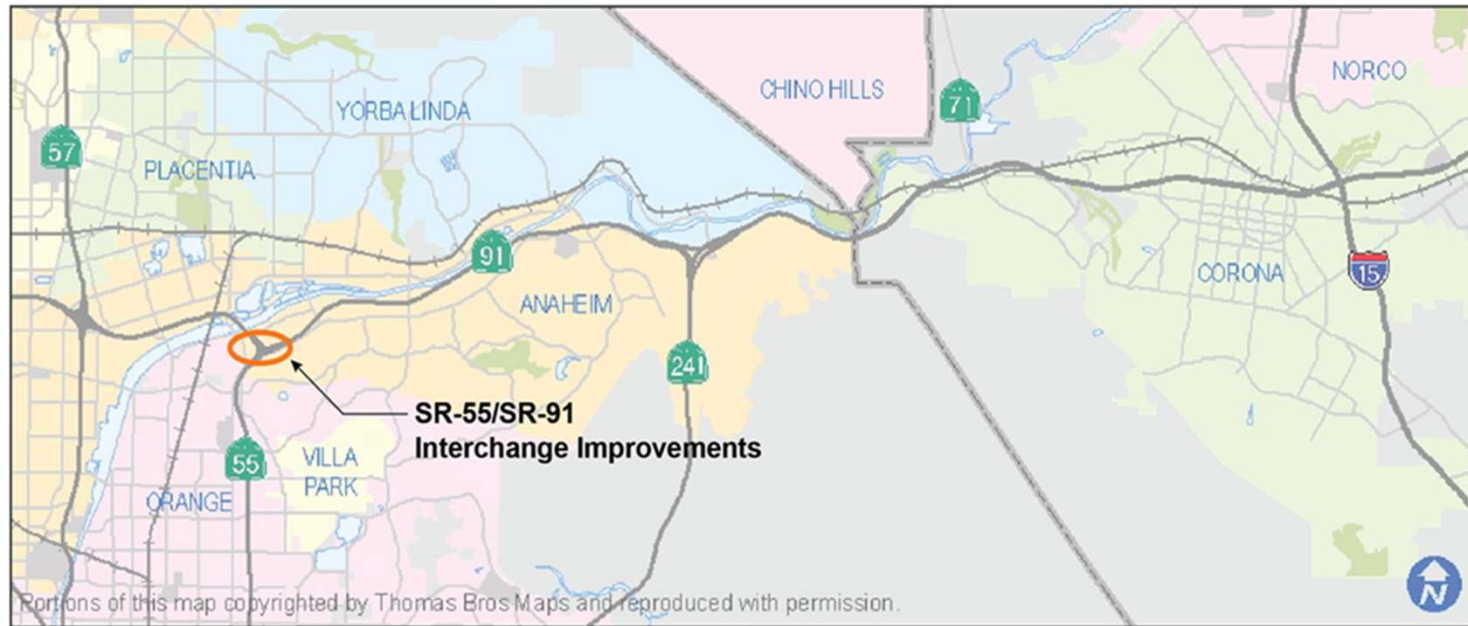 CHINO HILLS
NORCO
71
YORBA LINDA
57
PLACENTIA
91
ANAHEIM
CORONA
15
241
SR-55/SR-91
Interchange Improvements
55
VILLA
PARK
ORANGE
Portions of this map copyrighted by Thomas Bros Maps and reproduced with permission.
N